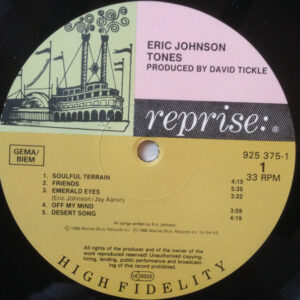 ERIC JOHNSON
TONES
PRODUCED BY DAVID TICKLE
reprise:
GEMA/
BIEM
925 375-1
1
33 RPM
1 SOULFUL TERRAIN 4:15
2 FRIENDS 5:35
3 EMERALD EYES 3:22
(Eric Johnson/Jay Aaron)
4 OFF MY MIND 3:59
5 DESERT SONG 4:15
All songs written by Eric Johnson.
All rights of the producer and of the owner of the
work reproduced reserved! Unauthorized copying,
hiring, lending, public performance and broadcast-
ing of this record prohibited.
HIGH FIDELITY